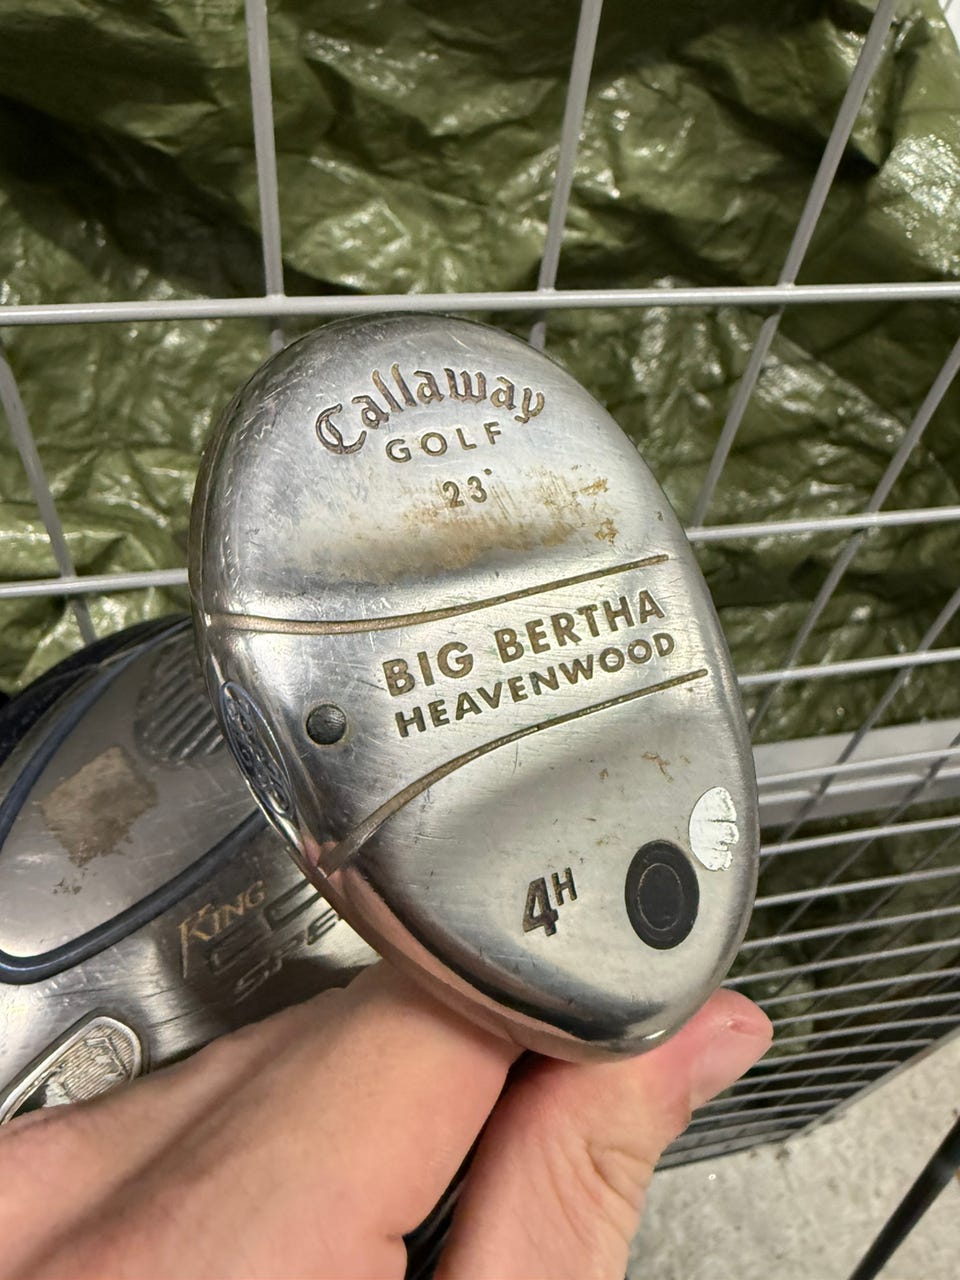 Callaway
GOLF
23°
BIG BERTHA
HEAVENWOOD
4H
KING